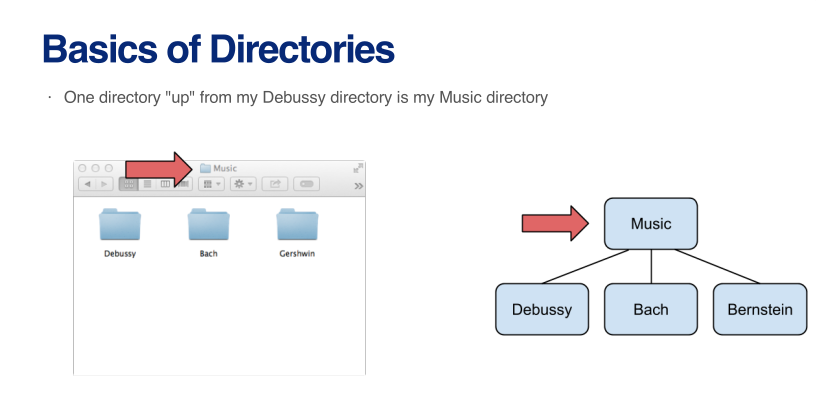 Basics of Directories
· One directory "up" from my Debussy directory is my Music directory
Music
Debussy Bach Gershwin
Music
Debussy Bach Bernstein